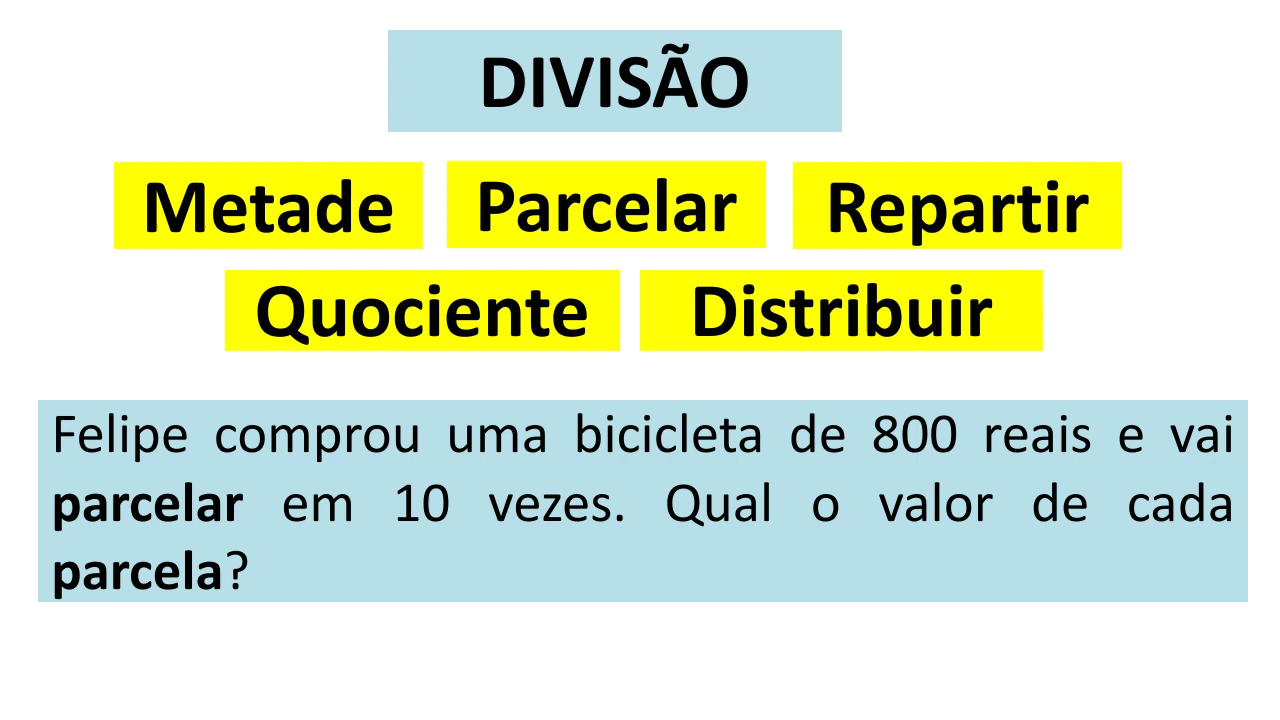 DIVISÃO
Metade Parcelar Repartir
Quociente Distribuir
Felipe comprou uma bicicleta de 800 reais e vai
parcelar em 10 vezes. Qual o valor de cada
parcela?